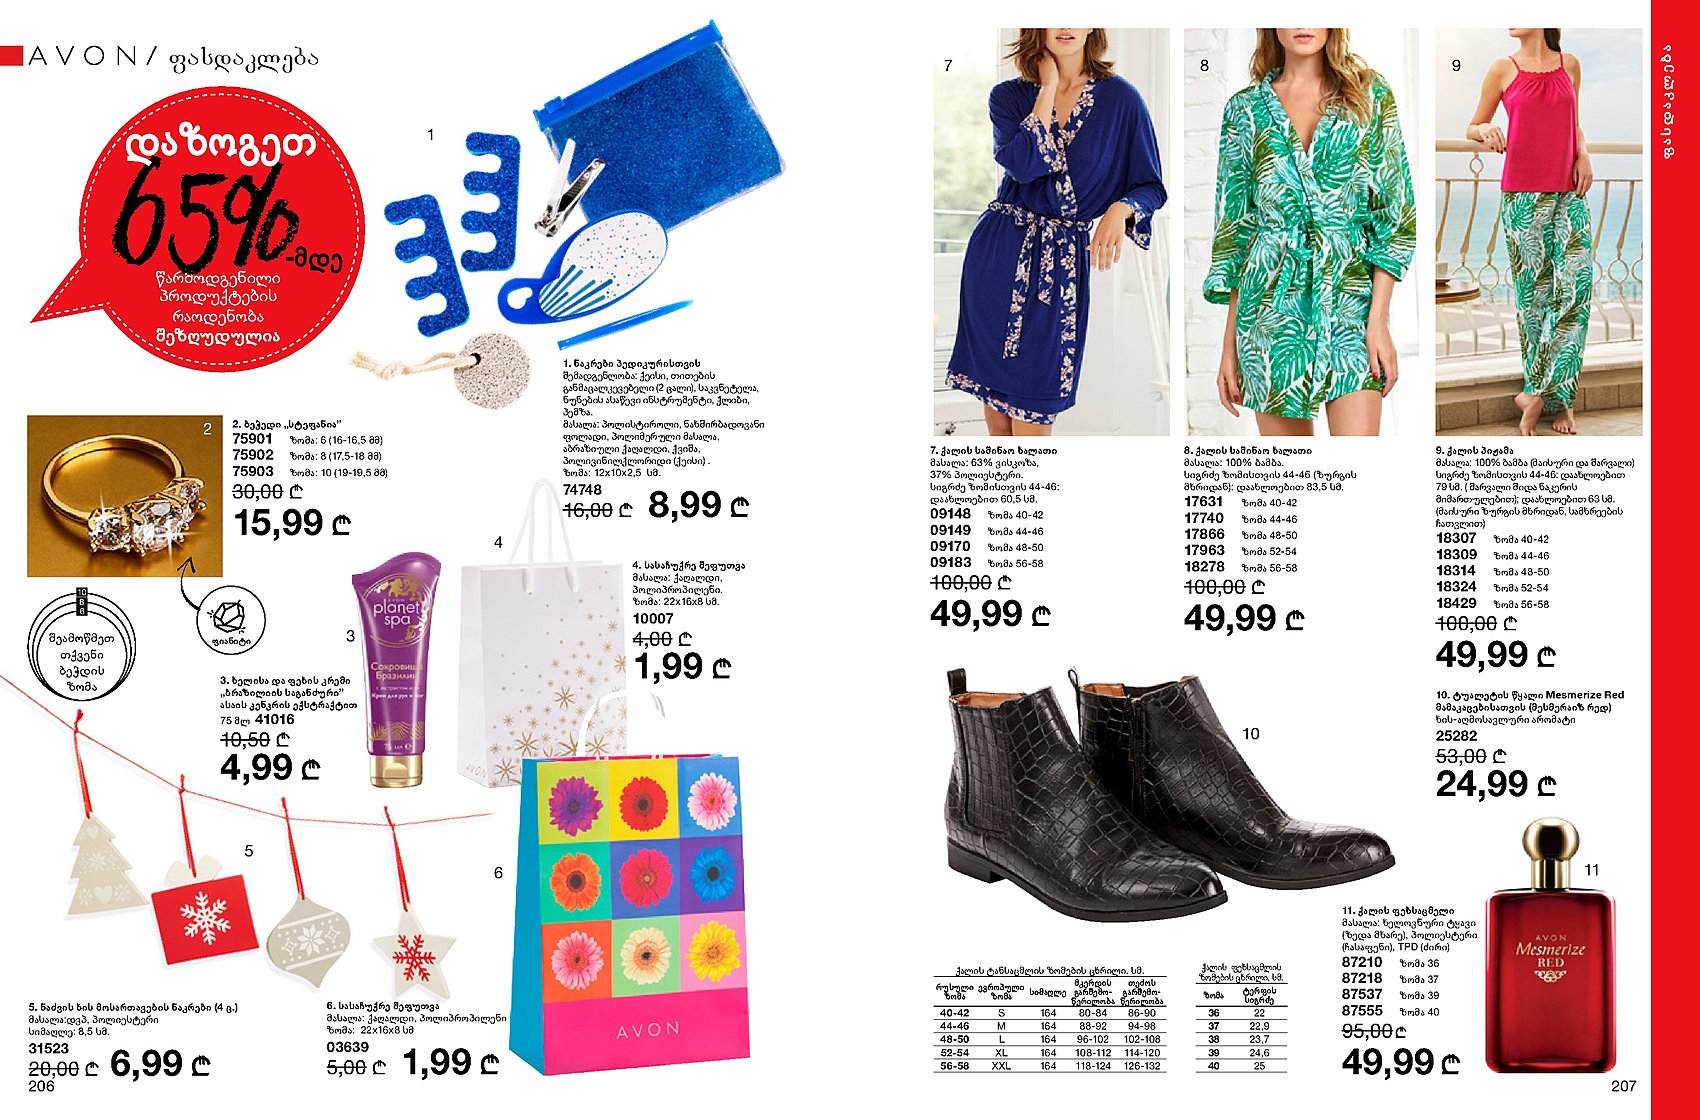 AVON/ ფასდაკლება
დაზოგეთ
65%
-მდე
წარმოდგენილი
პროდუქტების
რაოდენობა
შეზღუდულია
1
1. ნაკრები პედიკურისთვის
შემადგენლობა: ქეისი, თითების
განმაცალკევებელი (2 ცალი), საკვნეტელა,
ნუნების ასაწევი ინსტრუმენტი, ქლიბი,
პემზა.
მასალა: პოლისტიროლი, ნახშირბადოვანი
ფოლადი, პოლიმერული მასალა,
აბრაზიული ქაღალდი, ქვიშა,
პოლივინილქლორიდი (ქეისი) .
ზომა: 12x10x2,5 სმ.
74748
16,00 ₾ 8,99 ₾
2
2. ბეჭედი „სტეფანია”
75901 ზომა: 6 (16-16,5 მმ)
75902 ზომა: 8 (17,5-18 მმ)
75903 ზომა: 10 (19-19,5 მმ)
30,00 ₾
15,99 ₾
10
8
6
შეამოწმეთ
თქვენი
ბეჭდის
ზომა
ფიანიტი
3
AVON
planet
spa
Сокровища
Бразилии
Крем для рук и ног
75 мл
3. ხელისა და ფეხის კრემი
„ბრაზილიის საგანძური”
ასაის კენკრის ექსტრაქტით
75 მლ 41016
10,50 ₾
4,99 ₾
4
AVON
4. სასაჩუქრე შეფუთვა
მასალა: ქაღალდი,
პოლიპროპილენი.
ზომა: 22x16x8 სმ.
10007
4,00 ₾
1,99 ₾
5
5. ნაძვის ხის მოსართავების ნაკრები (4 ც.)
მასალა:დვპ, პოლიესტერი
სიმაღლე: 8,5 სმ.
31523
20,00 ₾ 6,99 ₾
206
6
AVON
6. სასაჩუქრე შეფუთვა
მასალა: ქაღალდი, პოლიპროპილენი
ზომა: 22x16x8 სმ
03639
5,00 ₾ 1,99 ₾
7
7. ქალის საშინაო ხალათი
მასალა: 63% ვისკოზა,
37% პოლიესტერი.
სიგრძე ზომისთვის 44-46:
დაახლოებით 60,5 სმ.
09148 ზომა 40-42
09149 ზომა 44-46
09170 ზომა 48-50
09183 ზომა 56-58
100,00 ₾
49,99 ₾
8
8. ქალის საშინაო ხალათი
მასალა: 100% ბამბა.
სიგრძე ზომისთვის 44-46 (ზურგის
მხრიდან): დაახლოებით 83,5 სმ.
17631 ზომა 40-42
17740 ზომა 44-46
17866 ზომა 48-50
17963 ზომა 52-54
18278 ზომა 56-58
100,00 ₾
49,99 ₾
9
9. ქალის პიჟამა
მასალა: 100% ბამბა (მაისური და შარვალი)
სიგრძე ზომისთვის 44-46: დაახლოებით
79 სმ. ( შარვალი შიდა ნაკერის
მიმართულებით); დაახლოებით 63 სმ.
(მაისური ზურგის მხრიდან, სამხრეების
ჩათვლით)
18307 ზომა 40-42
18309 ზომა 44-46
18314 ზომა 48-50
18324 ზომა 52-54
18429 ზომა 56-58
100,00 ₾
49,99 ₾
ფასდაკლება
10. ტუალეტის წყალი Mesmerize Red
მამაკაცებისათვის (მესმერაიზ რედ)
ხის-აღმოსავლური არომატი
25282
53,00 ₾
24,99 ₾
10
11
AVON
Mesmerize
RED
11. ქალის ფეხსაცმელი
მასალა: ხელოვნური ტყავი
(ზედა მხარე), პოლიესტერი
(ჩასაფენი), TPD (ძირი)
87210 ზომა 36
87218 ზომა 37
87537 ზომა 39
87555 ზომა 40
95,00 ₾
49,99 ₾
ქალის ტანსაცმლის ზომების ცხრილი, სმ.
რუსული ზომა ევროპული ზომა სიმაღლე მკერდის გარშემო-წერილობა თეძოს გარშემო-წერილობა
40-42 S 164 80-84 86-90
44-46 M 164 88-92 94-98
48-50 L 164 96-102 102-108
52-54 XL 164 108-112 114-120
56-58 XXL 164 118-124 126-132
ქალის ფეხსაცმლის
ზომების ცხრილი, სმ.
ზომა ტერფის სიგრძე
36 22
37 22,9
38 23,7
39 24,6
40 25
207